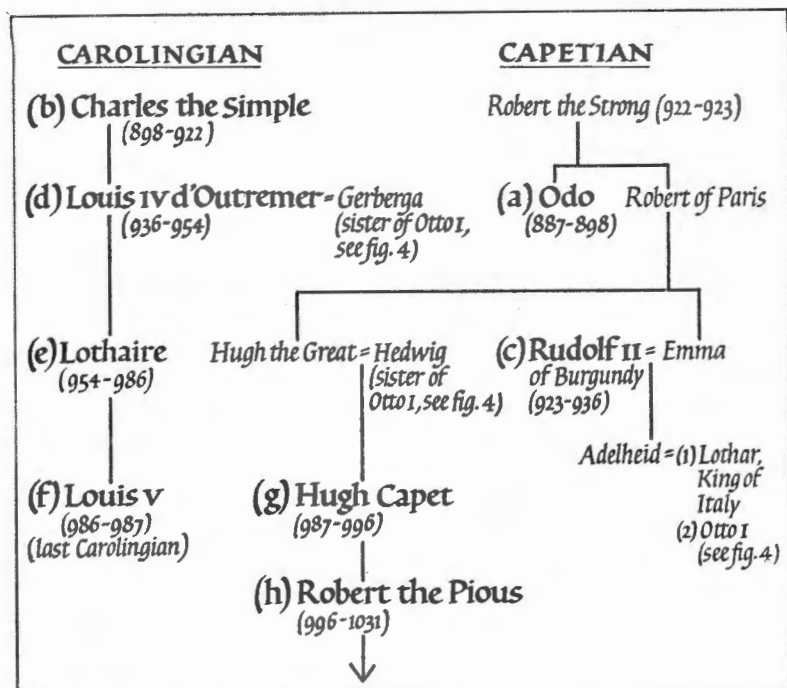 CAROLINGIAN
(b) Charles the Simple
(898-922)
(d) Louis IV d'Outremer = Gerberga
(936-954)
(sister of Otto I,
see fig. 4)
(e) Lothaire
(954-986)
(f) Louis V
(986-987)
(last Carolingian)
CAPETIAN
Robert the Strong (922-923)
(a) Odo
(887-898)
Robert of Paris
Hugh the Great = Hedwig
(sister of
Otto I, see fig. 4)
(c) Rudolf II = Emma
of Burgundy
(923-936)
Adelheid = (1) Lothar,
King of
Italy
(2) Otto I
(see fig. 4)
(g) Hugh Capet
(987-996)
(h) Robert the Pious
(996-1031)